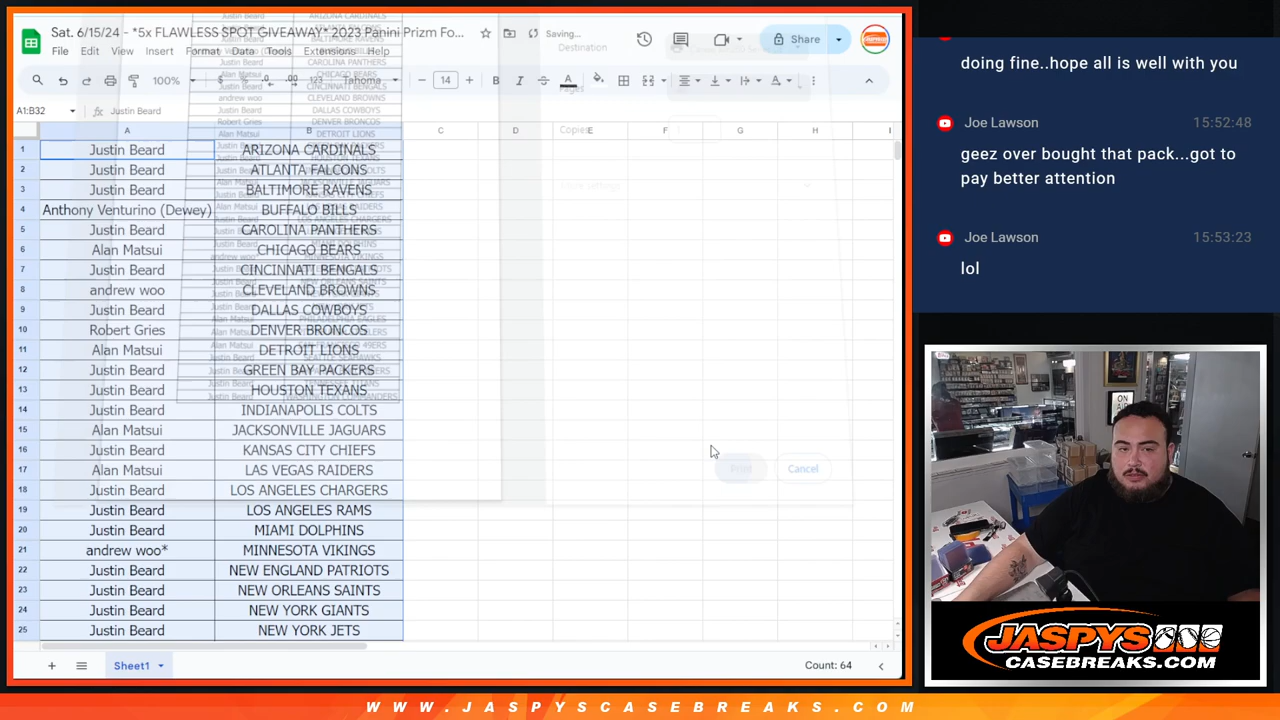 Sat. 6/15/24 - *5x FLAWLESS SPOT GIVEAWAY* 2023 Panini Prizm Fo...
Saving...
Share
File Edit View Insert Format Data Tools Extensions Help
Destination
100%
Tahoma
14
Pages
A1:B32
Justin Beard
Copies
A B C D E F G H I
1 Justin Beard ARIZONA CARDINALS
2 Justin Beard ATLANTA FALCONS
3 Justin Beard BALTIMORE RAVENS
4 Anthony Venturino (Dewey) BUFFALO BILLS
5 Justin Beard CAROLINA PANTHERS
6 Alan Matsui CHICAGO BEARS
7 Justin Beard CINCINNATI BENGALS
8 andrew woo CLEVELAND BROWNS
9 Justin Beard DALLAS COWBOYS
10 Robert Gries DENVER BRONCOS
11 Alan Matsui DETROIT LIONS
12 Justin Beard GREEN BAY PACKERS
13 Justin Beard HOUSTON TEXANS
14 Justin Beard INDIANAPOLIS COLTS
15 Alan Matsui JACKSONVILLE JAGUARS
16 Justin Beard KANSAS CITY CHIEFS
17 Alan Matsui LAS VEGAS RAIDERS
18 Justin Beard LOS ANGELES CHARGERS
19 Justin Beard LOS ANGELES RAMS
20 Justin Beard MIAMI DOLPHINS
21 andrew woo* MINNESOTA VIKINGS
22 Justin Beard NEW ENGLAND PATRIOTS
23 Justin Beard NEW ORLEANS SAINTS
24 Justin Beard NEW YORK GIANTS
25 Justin Beard NEW YORK JETS
Print
Cancel
Sheet1
Count: 64
doing fine..hope all is well with you
Joe Lawson 15:52:48
geez over bought that pack...got to
pay better attention
Joe Lawson 15:53:23
lol
ON
JASPYS
CASEBREAKS.COM
WWW.JASPYSCASEBREAKS.COM